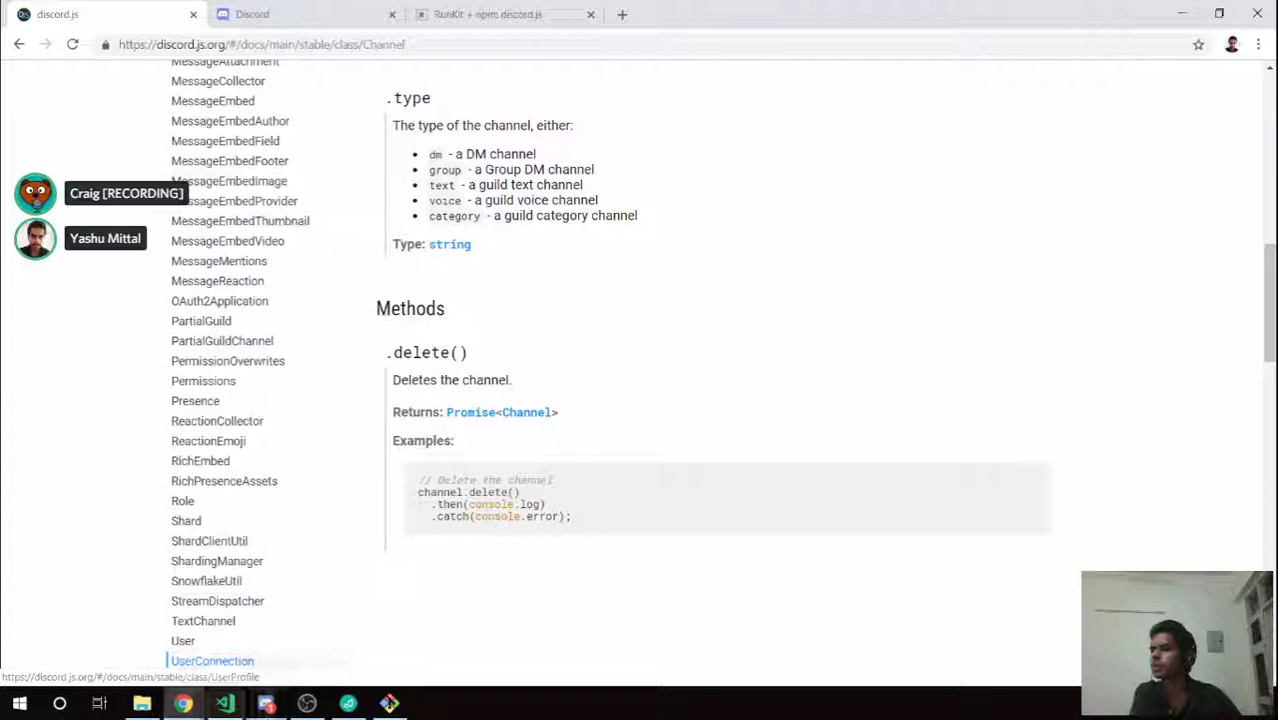 discord.js
Discord
RunKit + npm: discord.js
https://discord.js.org/#/docs/main/stable/class/Channel
MessageAttachment
MessageCollector
MessageEmbed
MessageEmbedAuthor
MessageEmbedField
MessageEmbedFooter
MessageEmbedImage
MessageEmbedProvider
MessageEmbedThumbnail
MessageEmbedVideo
MessageMentions
MessageReaction
OAuth2Application
PartialGuild
PartialGuildChannel
PermissionOverwrites
Permissions
Presence
ReactionCollector
ReactionEmoji
RichEmbed
RichPresenceAssets
Role
Shard
ShardClientUtil
ShardingManager
SnowflakeUtil
StreamDispatcher
TextChannel
User
UserConnection
https://discord.js.org/#/docs/main/stable/class/UserProfile
Craig [RECORDING]
Yashu Mittal
.type
The type of the channel, either:
• dm - a DM channel
• group - a Group DM channel
• text - a guild text channel
• voice - a guild voice channel
• category - a guild category channel
Type: string
Methods
.delete()
Deletes the channel.
Returns: Promise<Channel>
Examples:
// Delete the channel
channel.delete()
.then(console.log)
.catch(console.error);